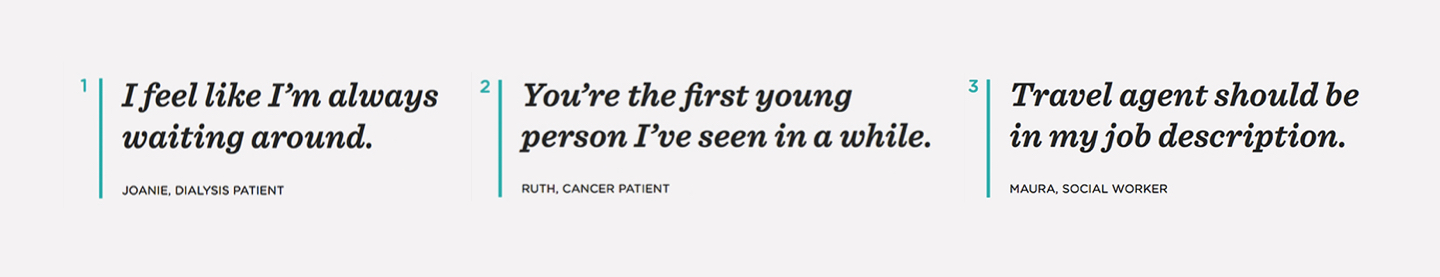 1
I feel like I'm always
waiting around.
JOANIE, DIALYSIS PATIENT
2
You're the first young
person I've seen in a while.
RUTH, CANCER PATIENT
3
Travel agent should be
in my job description.
MAURA, SOCIAL WORKER